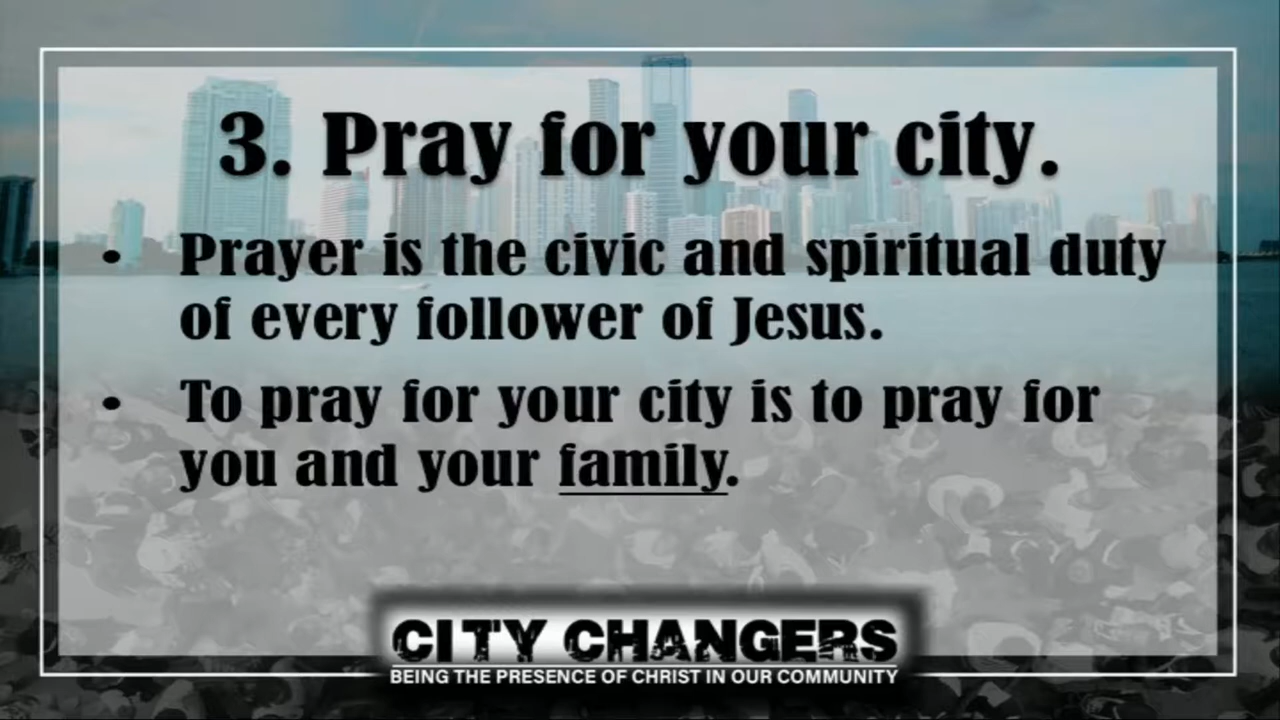 3. Pray for your city.
• Prayer is the civic and spiritual duty
of every follower of Jesus.
• To pray for your city is to pray for
you and your family.
CITY CHANGERS
BEING THE PRESENCE OF CHRIST IN OUR COMMUNITY